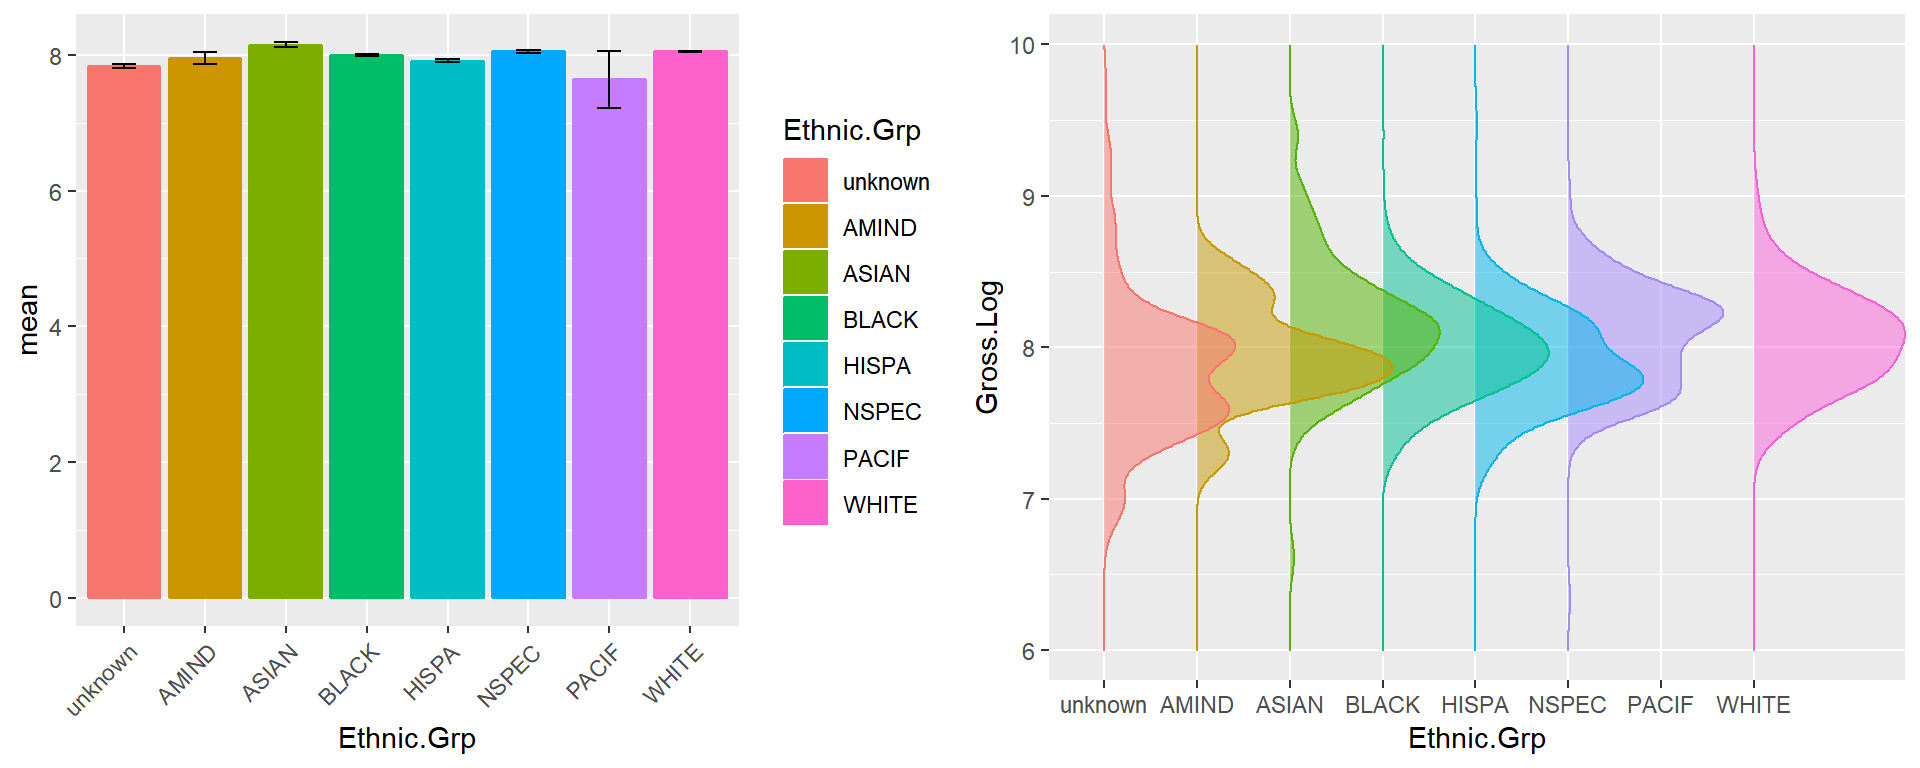 mean
8
6
4
2
0
unknown
AMIND
ASIAN
BLACK
HISPA
NSPEC
PACIF
WHITE
Ethnic.Grp
Ethnic.Grp
unknown
AMIND
ASIAN
BLACK
HISPA
NSPEC
PACIF
WHITE
Gross.Log
10
9
8
7
6
unknown AMIND ASIAN BLACK HISPA NSPEC PACIF WHITE
Ethnic.Grp